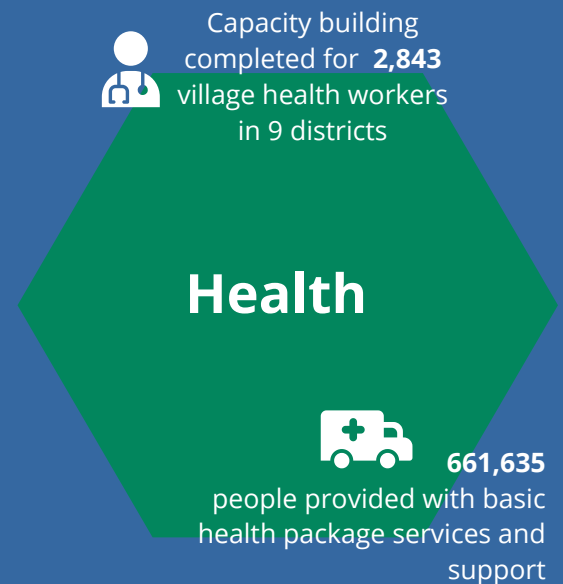 Capacity building
completed for 2,843
village health workers
in 9 districts
Health
661,635
people provided with basic
health package services and
support